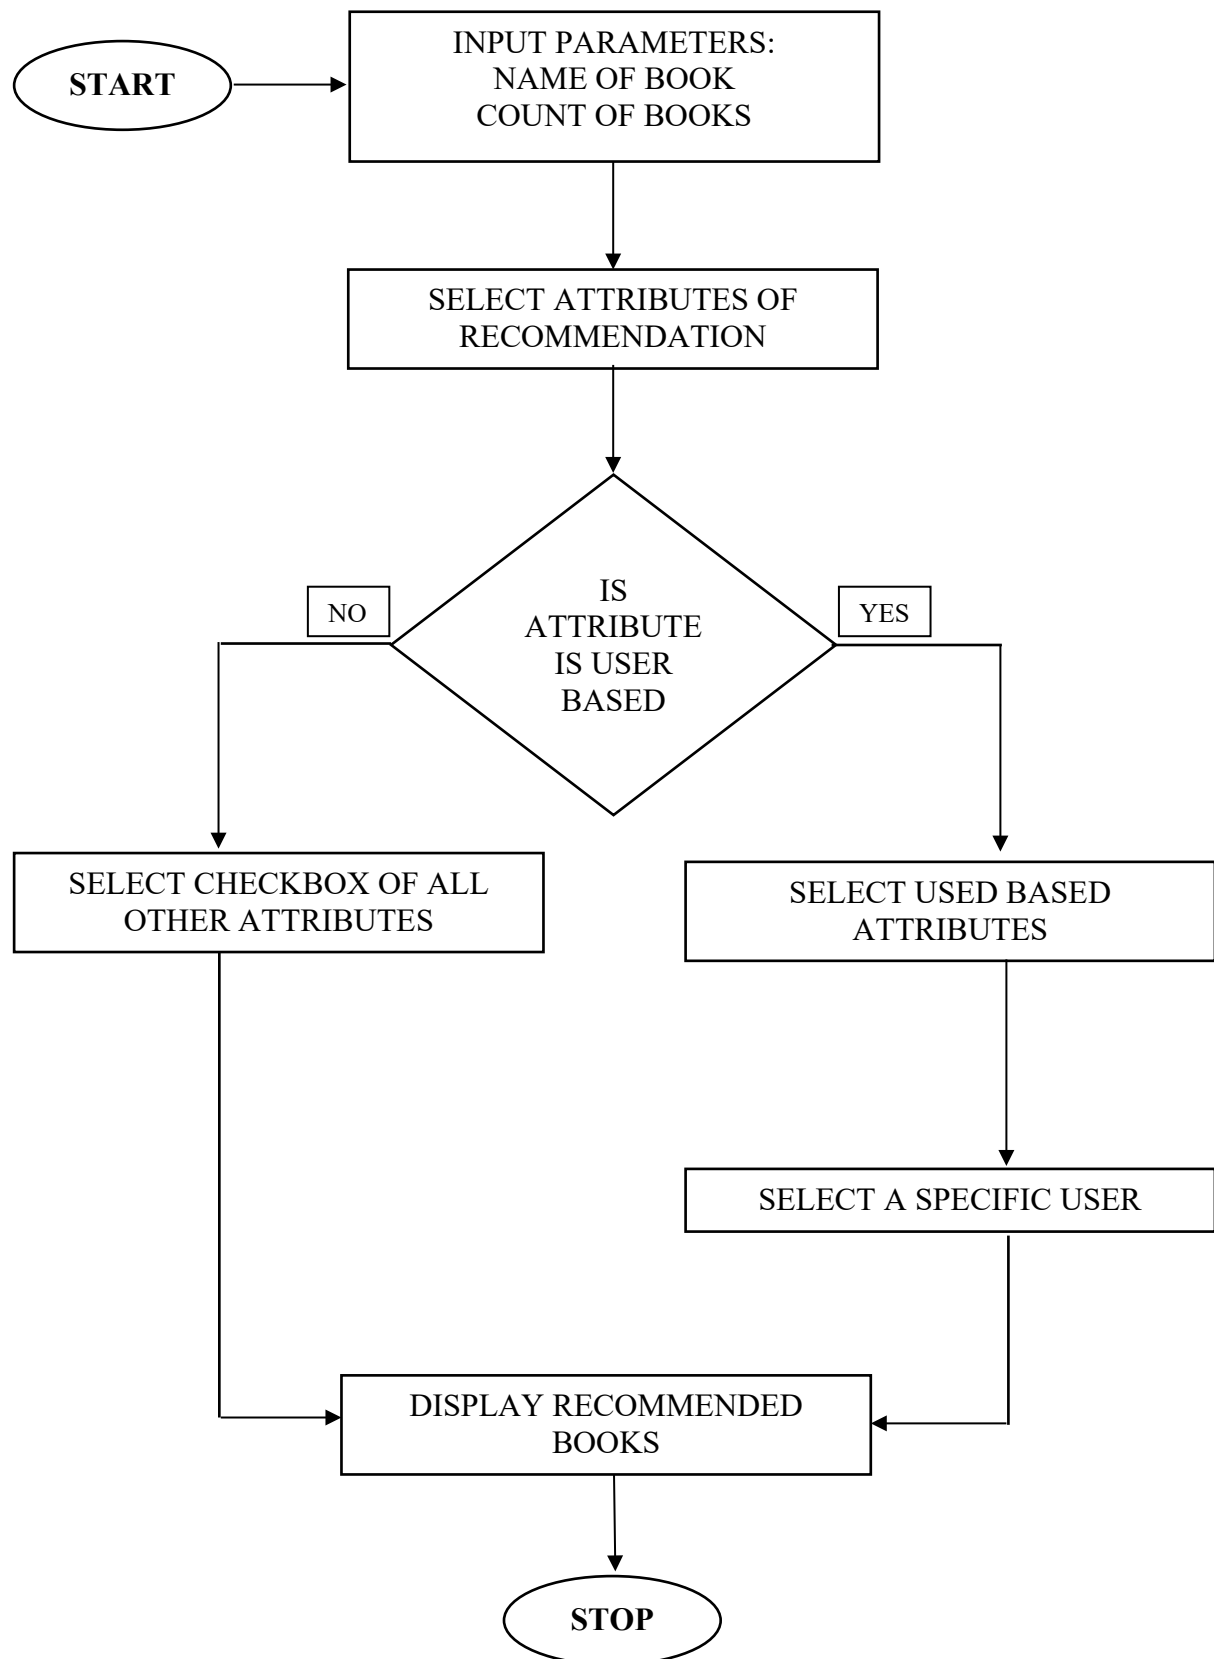 START
INPUT PARAMETERS:
NAME OF BOOK
COUNT OF BOOKS
SELECT ATTRIBUTES OF
RECOMMENDATION
IS
ATTRIBUTE
IS USER
BASED
NO
YES
SELECT CHECKBOX OF ALL
OTHER ATTRIBUTES
SELECT USED BASED
ATTRIBUTES
SELECT A SPECIFIC USER
DISPLAY RECOMMENDED
BOOKS
STOP